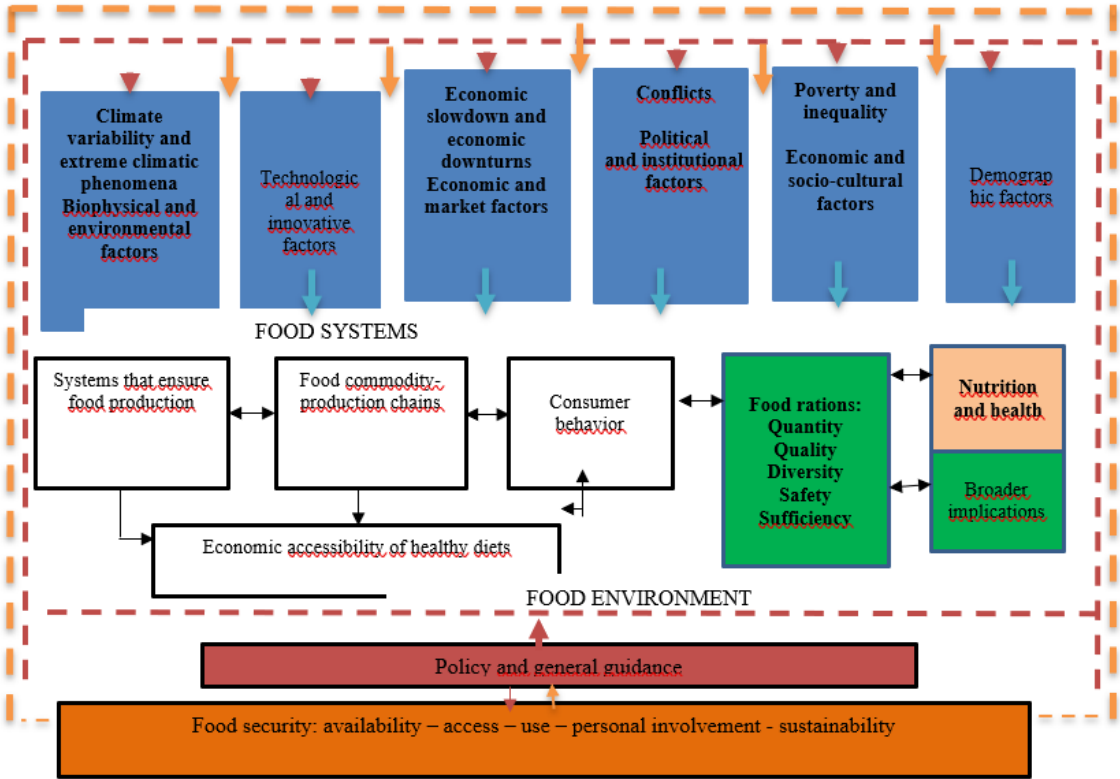 Climate
variability and
extreme climatic
phenomena
Biophysical and
environmental
factors
Technologic
al and
innovative
factors
Economic
slowdown and
economic
downturns
Economic and
market factors
Conflicts
Political
and institutional
factors
Poverty and
inequality
Economic and
socio-cultural
factors
Demograp
hic factors
FOOD SYSTEMS
Systems that ensure
food production
Food commodity-
production chains
Consumer
behavior
Food rations:
Quantity
Quality
Diversity
Safety
Sufficiency
Nutrition
and health
Broader
implications
Economic accessibility of healthy diets
FOOD ENVIRONMENT
Policy and general guidance
Food security: availability – access – use – personal involvement - sustainability